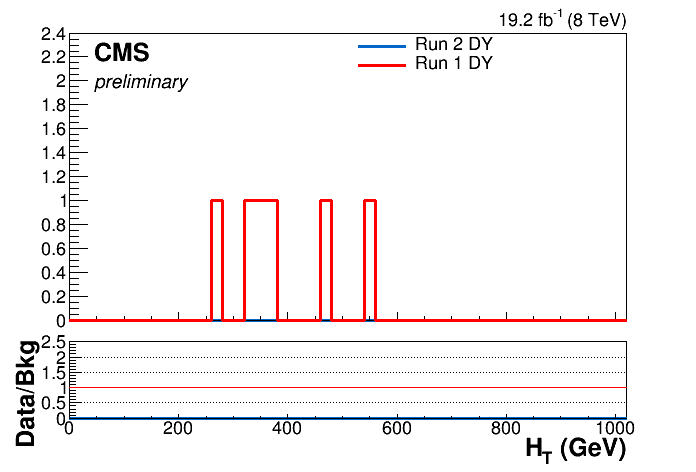 19.2 fb-1 (8 TeV)
2.4
2.2
2
1.8
1.6
1.4
1.2
1
0.8
0.6
0.4
0.2
0
CMS
preliminary
Run 2 DY
Run 1 DY
Data/Bkg
2.5
2
1.5
1
0.5
0
0 200 400 600 800 1000
HT (GeV)